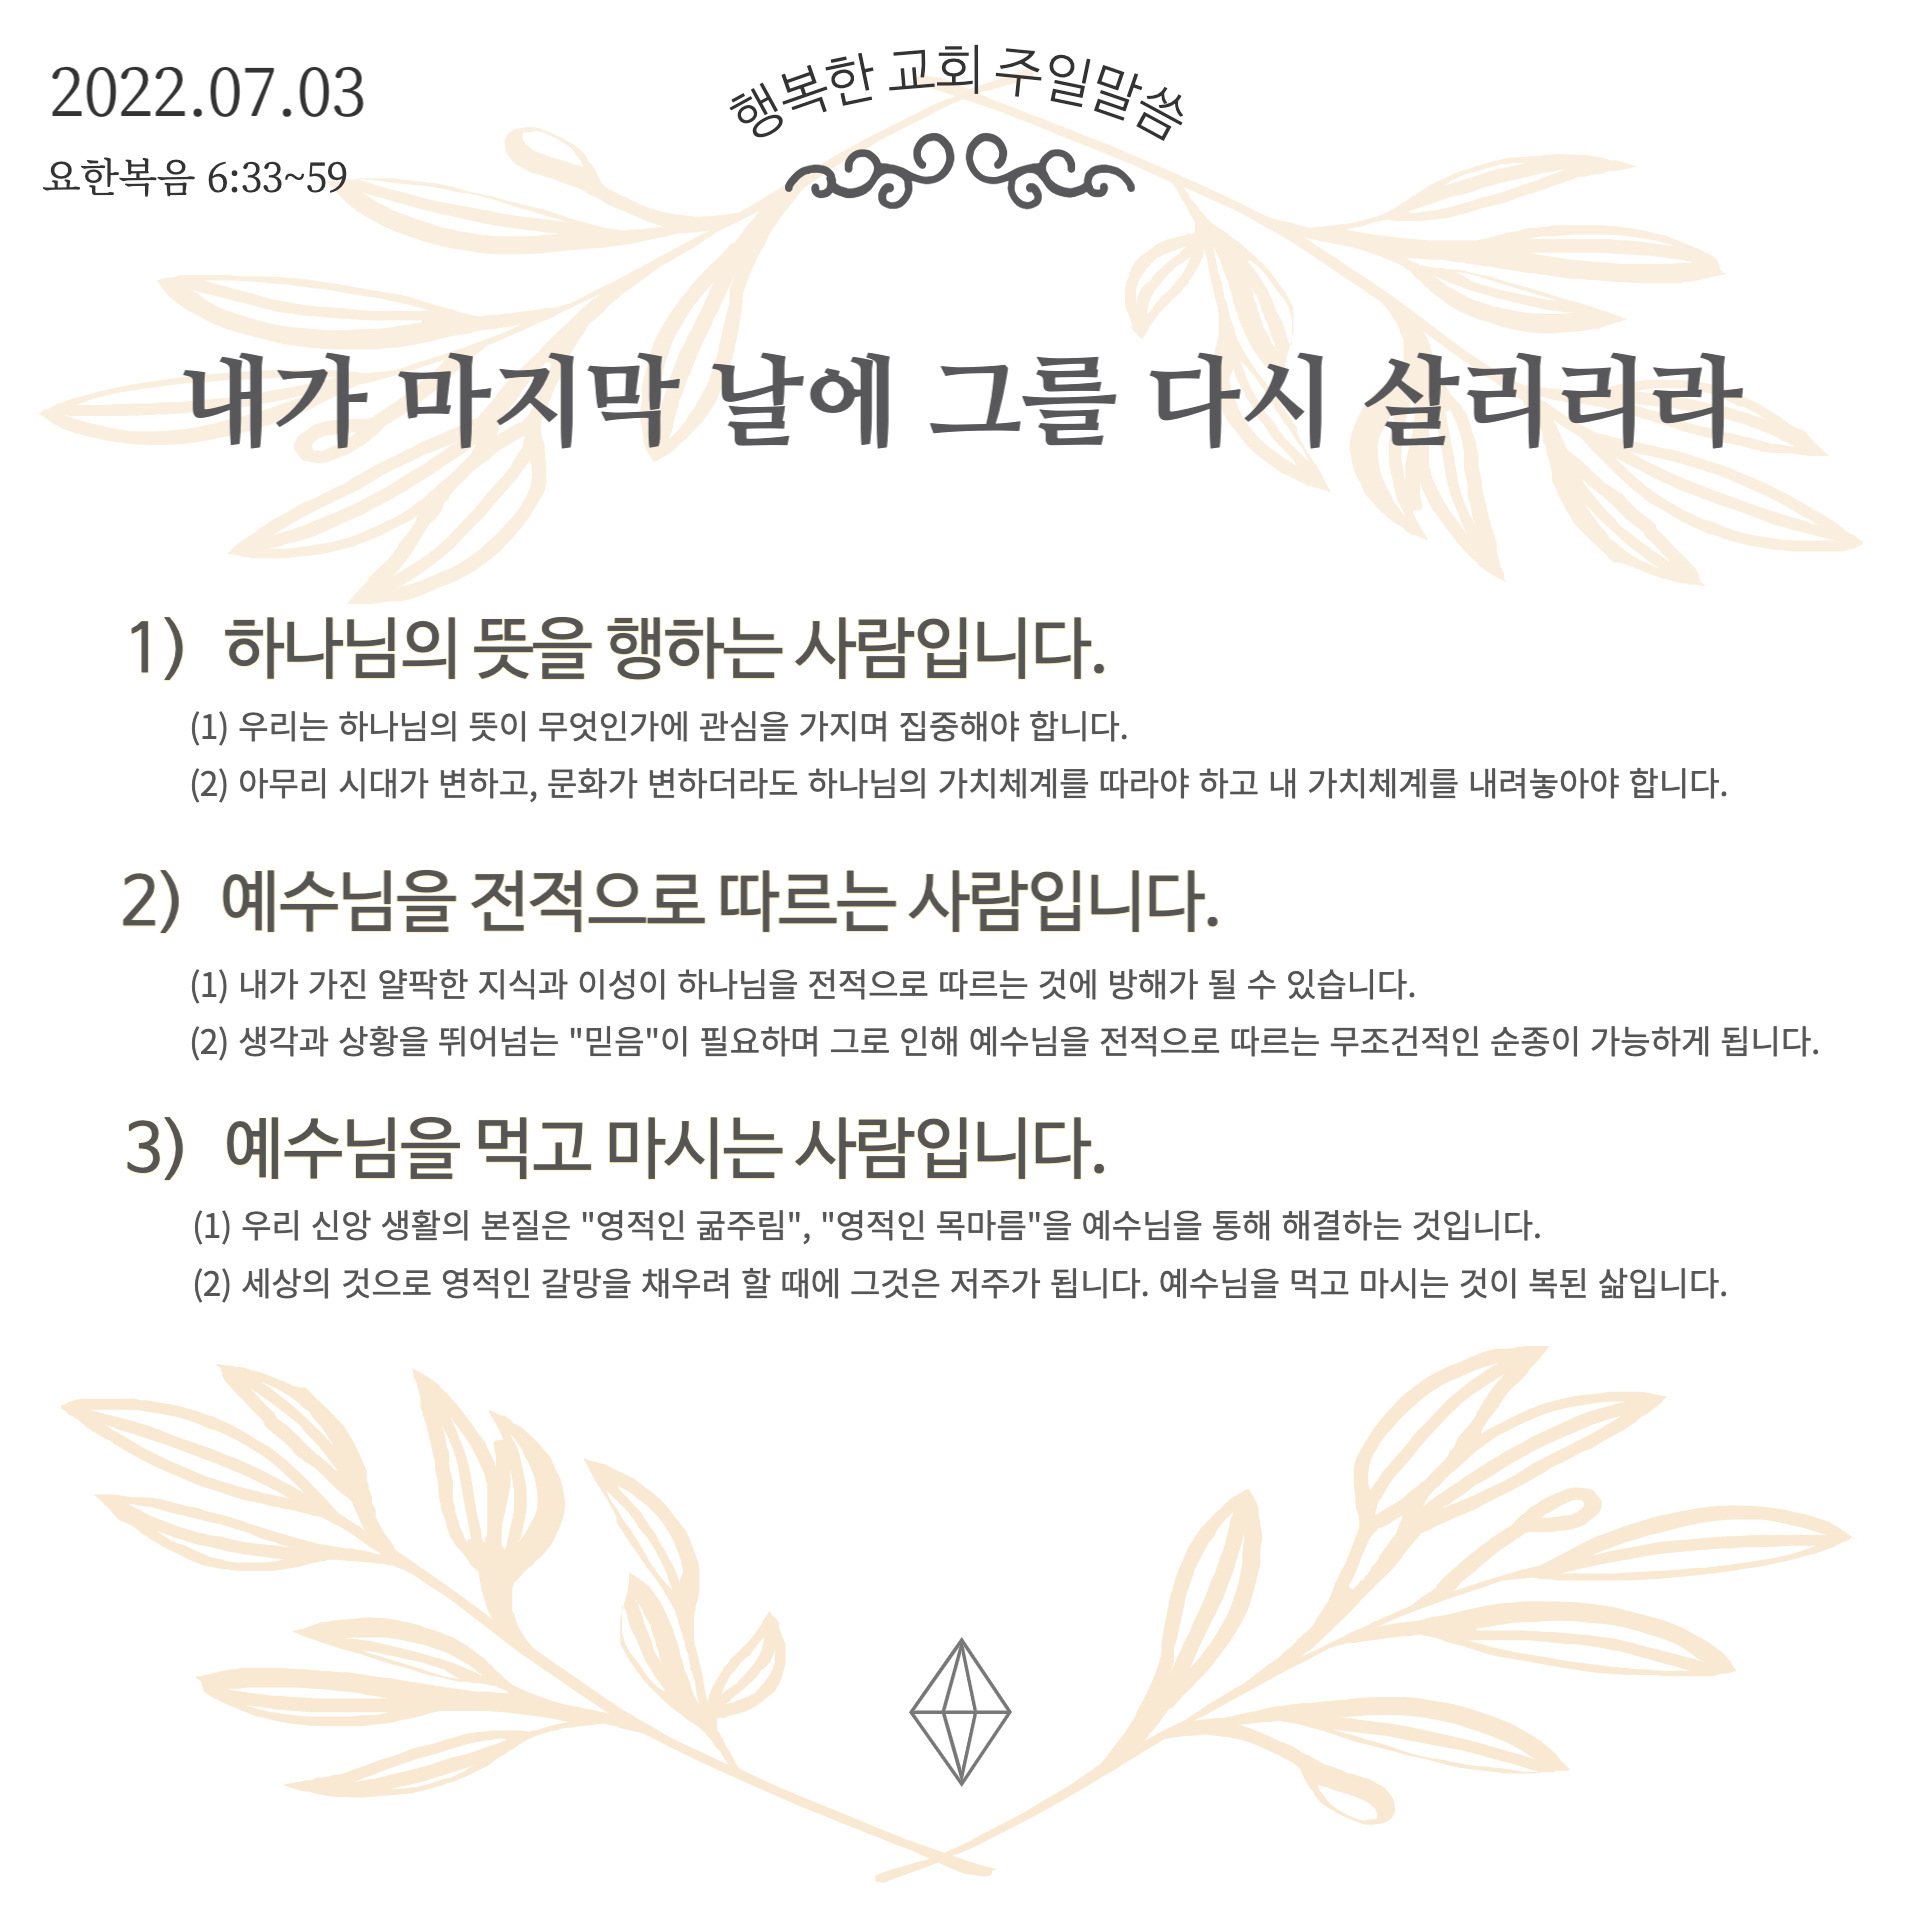 2022.07.03
요한복음 6:33~59
행복한 교회 주일말씀
내가 마지막 날에 그를 다시 살리리라
1) 하나님의 뜻을 행하는 사람입니다.
(1) 우리는 하나님의 뜻이 무엇인가에 관심을 가지며 집중해야 합니다.
(2) 아무리 시대가 변하고, 문화가 변하더라도 하나님의 가치체계를 따라야 하고 내 가치체계를 내려놓아야 합니다.
2) 예수님을 전적으로 따르는 사람입니다.
(1) 내가 가진 얄팍한 지식과 이성이 하나님을 전적으로 따르는 것에 방해가 될 수 있습니다.
(2) 생각과 상황을 뛰어넘는 "믿음"이 필요하며 그로 인해 예수님을 전적으로 따르는 무조건적인 순종이 가능하게 됩니다.
3) 예수님을 먹고 마시는 사람입니다.
(1) 우리 신앙 생활의 본질은 "영적인 굶주림", "영적인 목마름"을 예수님을 통해 해결하는 것입니다.
(2) 세상의 것으로 영적인 갈망을 채우려 할 때에 그것은 저주가 됩니다. 예수님을 먹고 마시는 것이 복된 삶입니다.